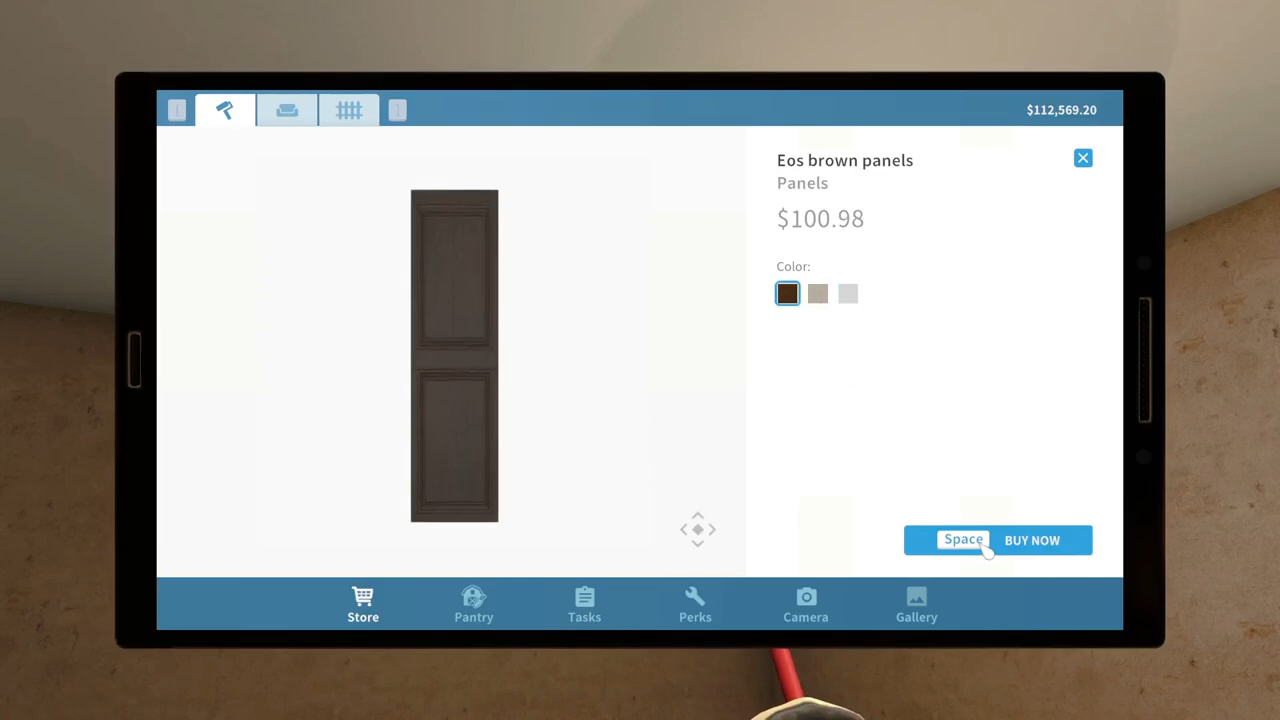 $112,569.20
Eos brown panels
Panels
$100.98
Color:
Space BUY NOW
Store Pantry Tasks Perks Camera Gallery